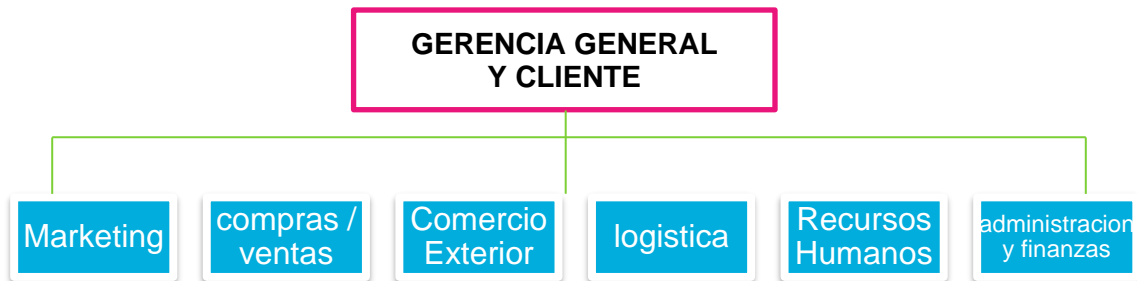 GERENCIA GENERAL
Y CLIENTE
Marketing
compras /
ventas
Comercio
Exterior
logistica
Recursos
Humanos
administracion
y finanzas